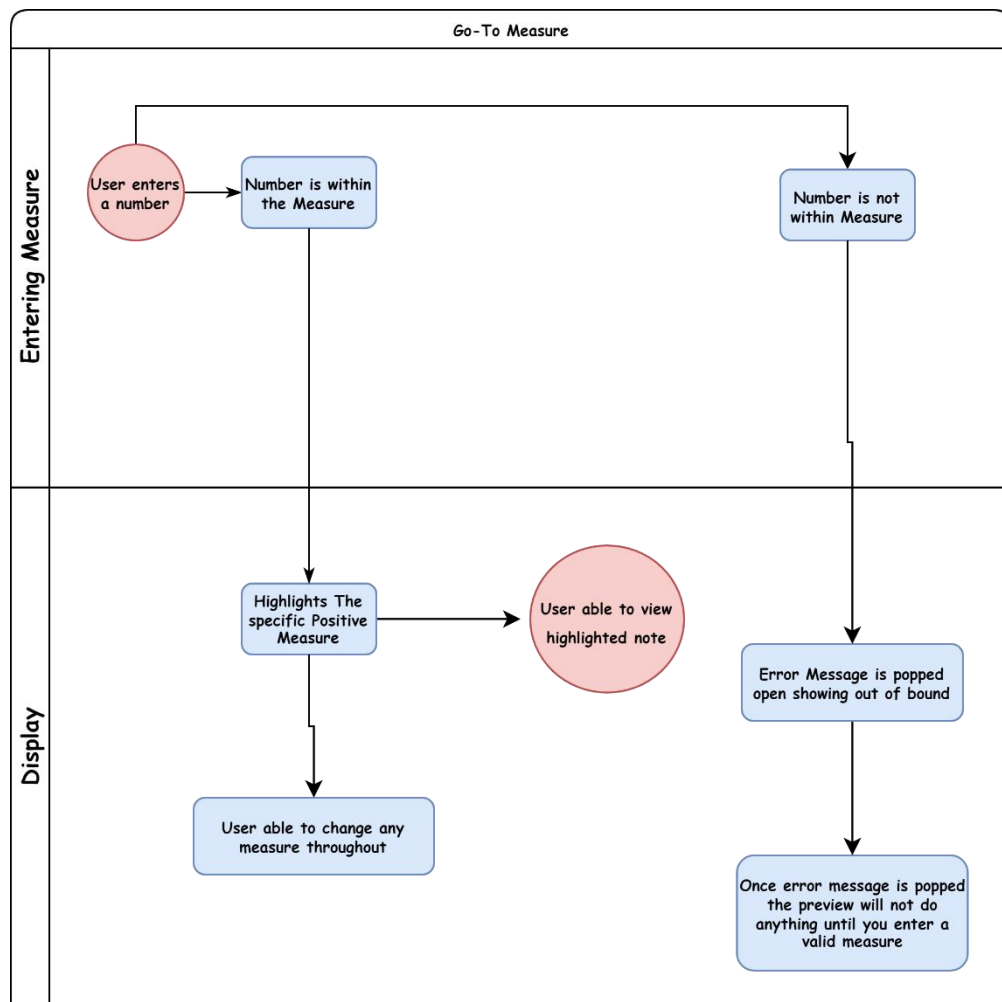 Go-To Measure
Entering Measure
User enters
a number
Number is within
the Measure
Number is not
within Measure
Display
Highlights The
specific Positive
Measure
User able to view
highlighted note
Error Message is popped
open showing out of bound
User able to change any
measure throughout
Once error message is popped
the preview will not do
anything until you enter a
valid measure